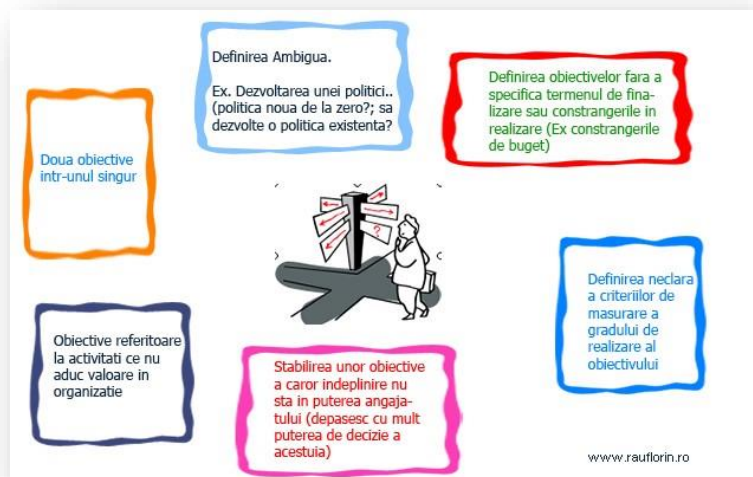 Definirea Ambigua.
Ex. Dezvoltarea unei politici..
(politica noua de la zero?; sa
dezvolte o politica existenta?
Definirea obiectivelor fara a
specifica termenul de fina-
lizare sau constrangerile in
realizare (Ex constrangerile
de buget)
Doua obiective
intr-unul singur
?
Definirea neclara
a criteriilor de
masurare a
gradului de
realizare al
obiectivului
Obiective referitoare
la activitati ce nu
aduc valoare in
organizatie
Stabilirea unor obiective
a caror indeplinire nu
sta in puterea angaja-
tului (depasesc cu mult
puterea de decizie a
acestuia)
www.rauflorin.ro